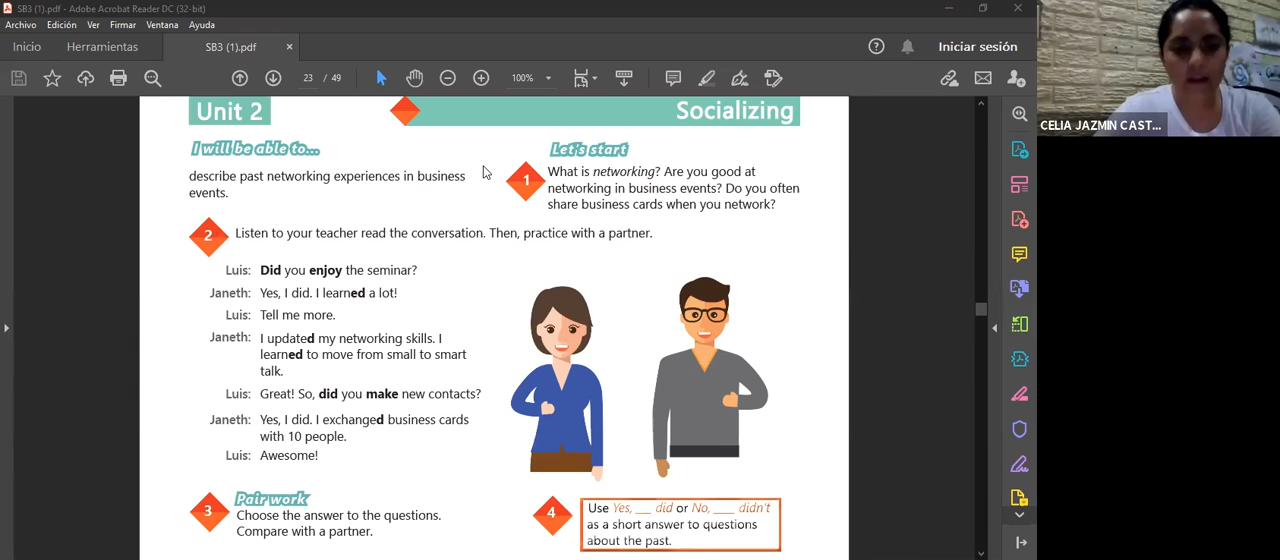 SB3 (1).pdf - Adobe Acrobat Reader DC (32-bit)
Archivo Edición Ver Firmar Ventana Ayuda
Inicio Herramientas SB3 (1).pdf × Iniciar sesión
23 / 49 100%
CELIA JAZMIN CAST...
Unit 2 Socializing
I will be able to...
describe past networking experiences in business
events.
Let's start
1
What is networking? Are you good at
networking in business events? Do you often
share business cards when you network?
2 Listen to your teacher read the conversation. Then, practice with a partner.
Luis: Did you enjoy the seminar?
Janeth: Yes, I did. I learned a lot!
Luis: Tell me more.
Janeth: I updated my networking skills. I
learned to move from small to smart
talk.
Luis: Great! So, did you make new contacts?
Janeth: Yes, I did. I exchanged business cards
with 10 people.
Luis: Awesome!
3 Pair work
Choose the answer to the questions.
Compare with a partner.
4 Use Yes, ___ did or No, ___ didn't
as a short answer to questions
about the past.